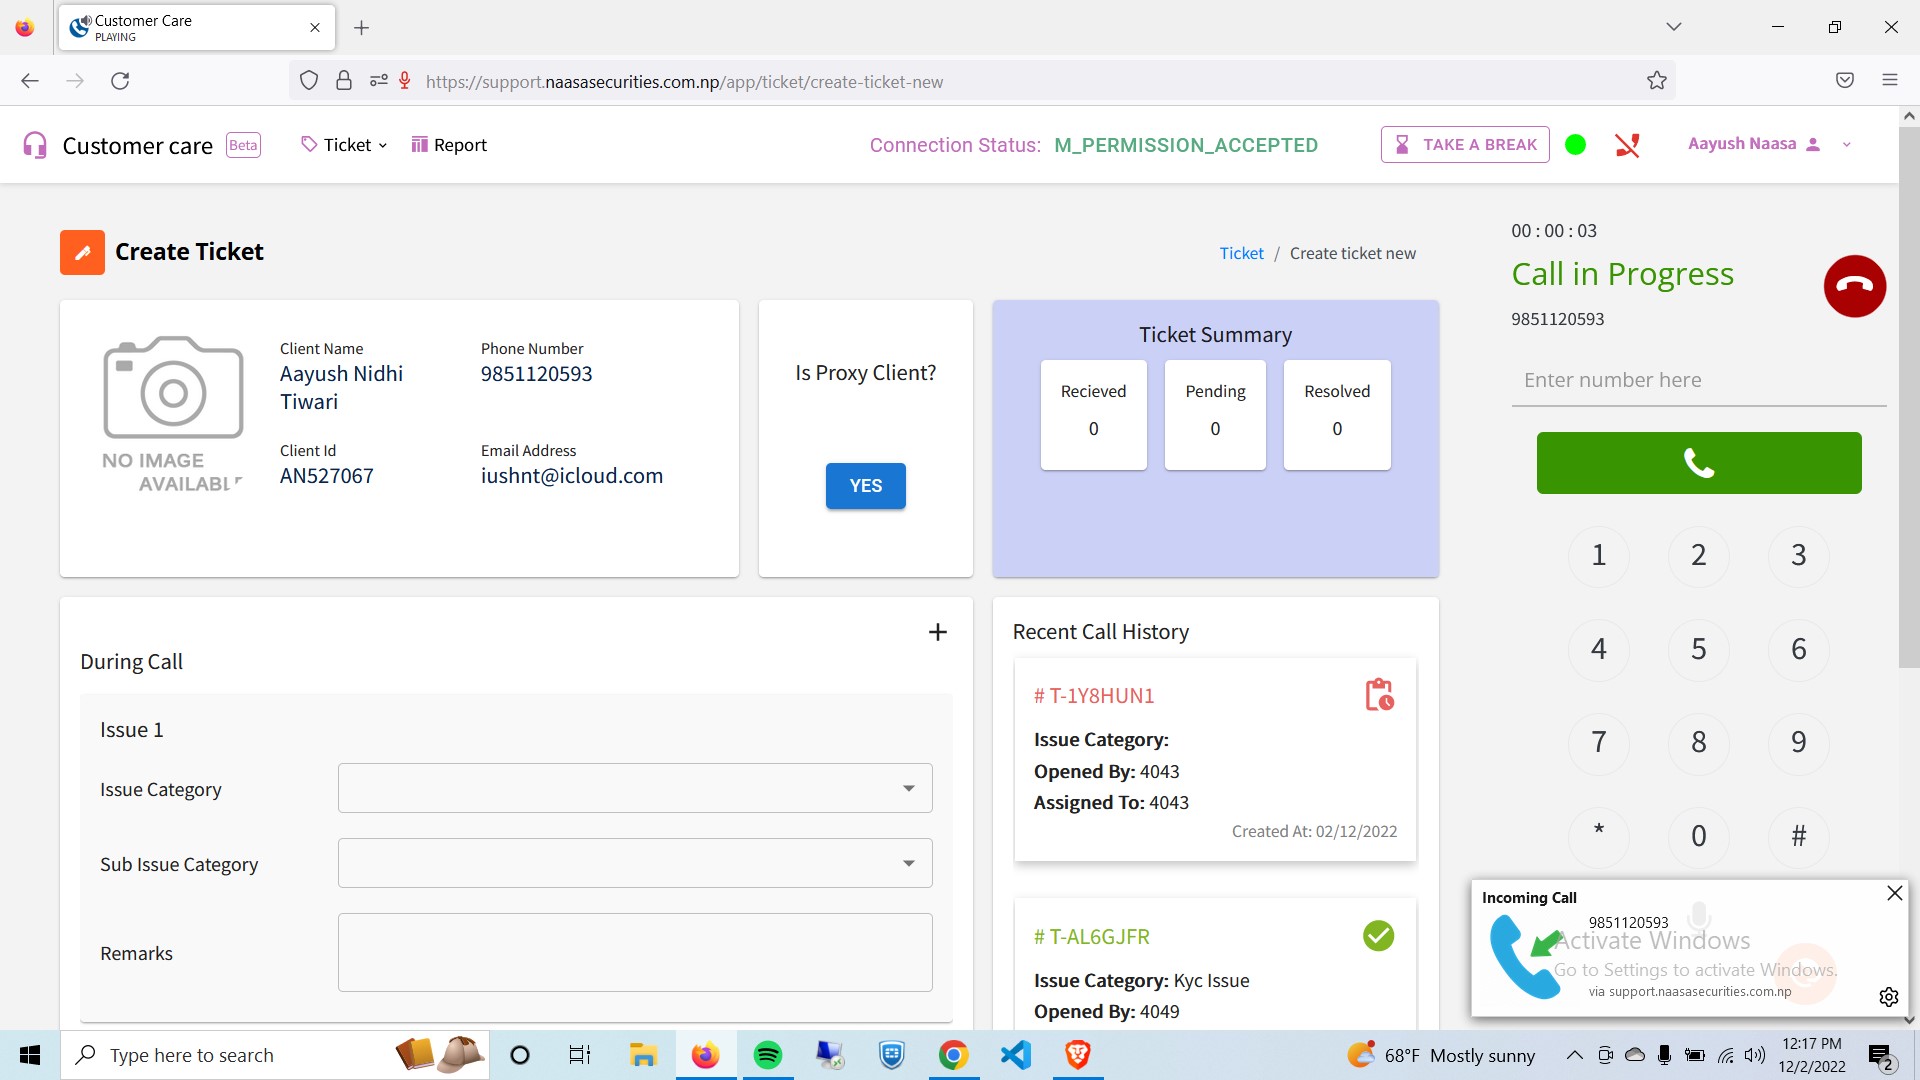 Customer Care
PLAYING
https://support.naasasecurities.com.np/app/ticket/create-ticket-new
Customer care Beta
Ticket
Report
Connection Status: M_PERMISSION_ACCEPTED
TAKE A BREAK
Aayush Naasa
Create Ticket
Ticket / Create ticket new
00 : 00 : 03
Call in Progress
9851120593
Enter number here
NO IMAGE
AVAILABLE
Client Name
Aayush Nidhi
Tiwari
Phone Number
9851120593
Client Id
AN527067
Email Address
iushnt@icloud.com
Is Proxy Client?
YES
Ticket Summary
Recieved
0
Pending
0
Resolved
0
1 2 3
4 5 6
7 8 9
* 0 #
During Call
Issue 1
Issue Category
Sub Issue Category
Remarks
Recent Call History
# T-1Y8HUN1
Issue Category:
Opened By: 4043
Assigned To: 4043
Created At: 02/12/2022
# T-AL6GJFR
Issue Category: Kyc Issue
Opened By: 4049
Incoming Call
9851120593
Activate Windows
Go to Settings to activate Windows.
via support.naasasecurities.com.np
Type here to search
68°F Mostly sunny
12:17 PM
12/2/2022
2